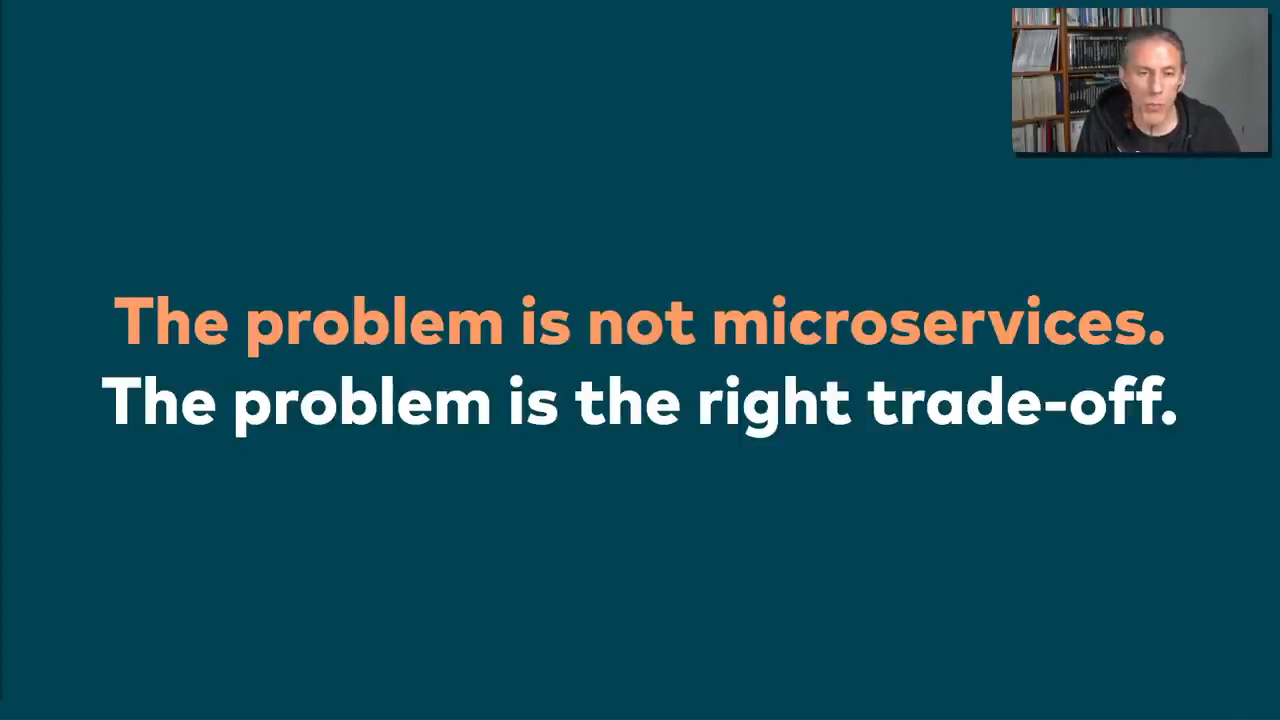 The problem is not microservices.
The problem is the right trade-off.